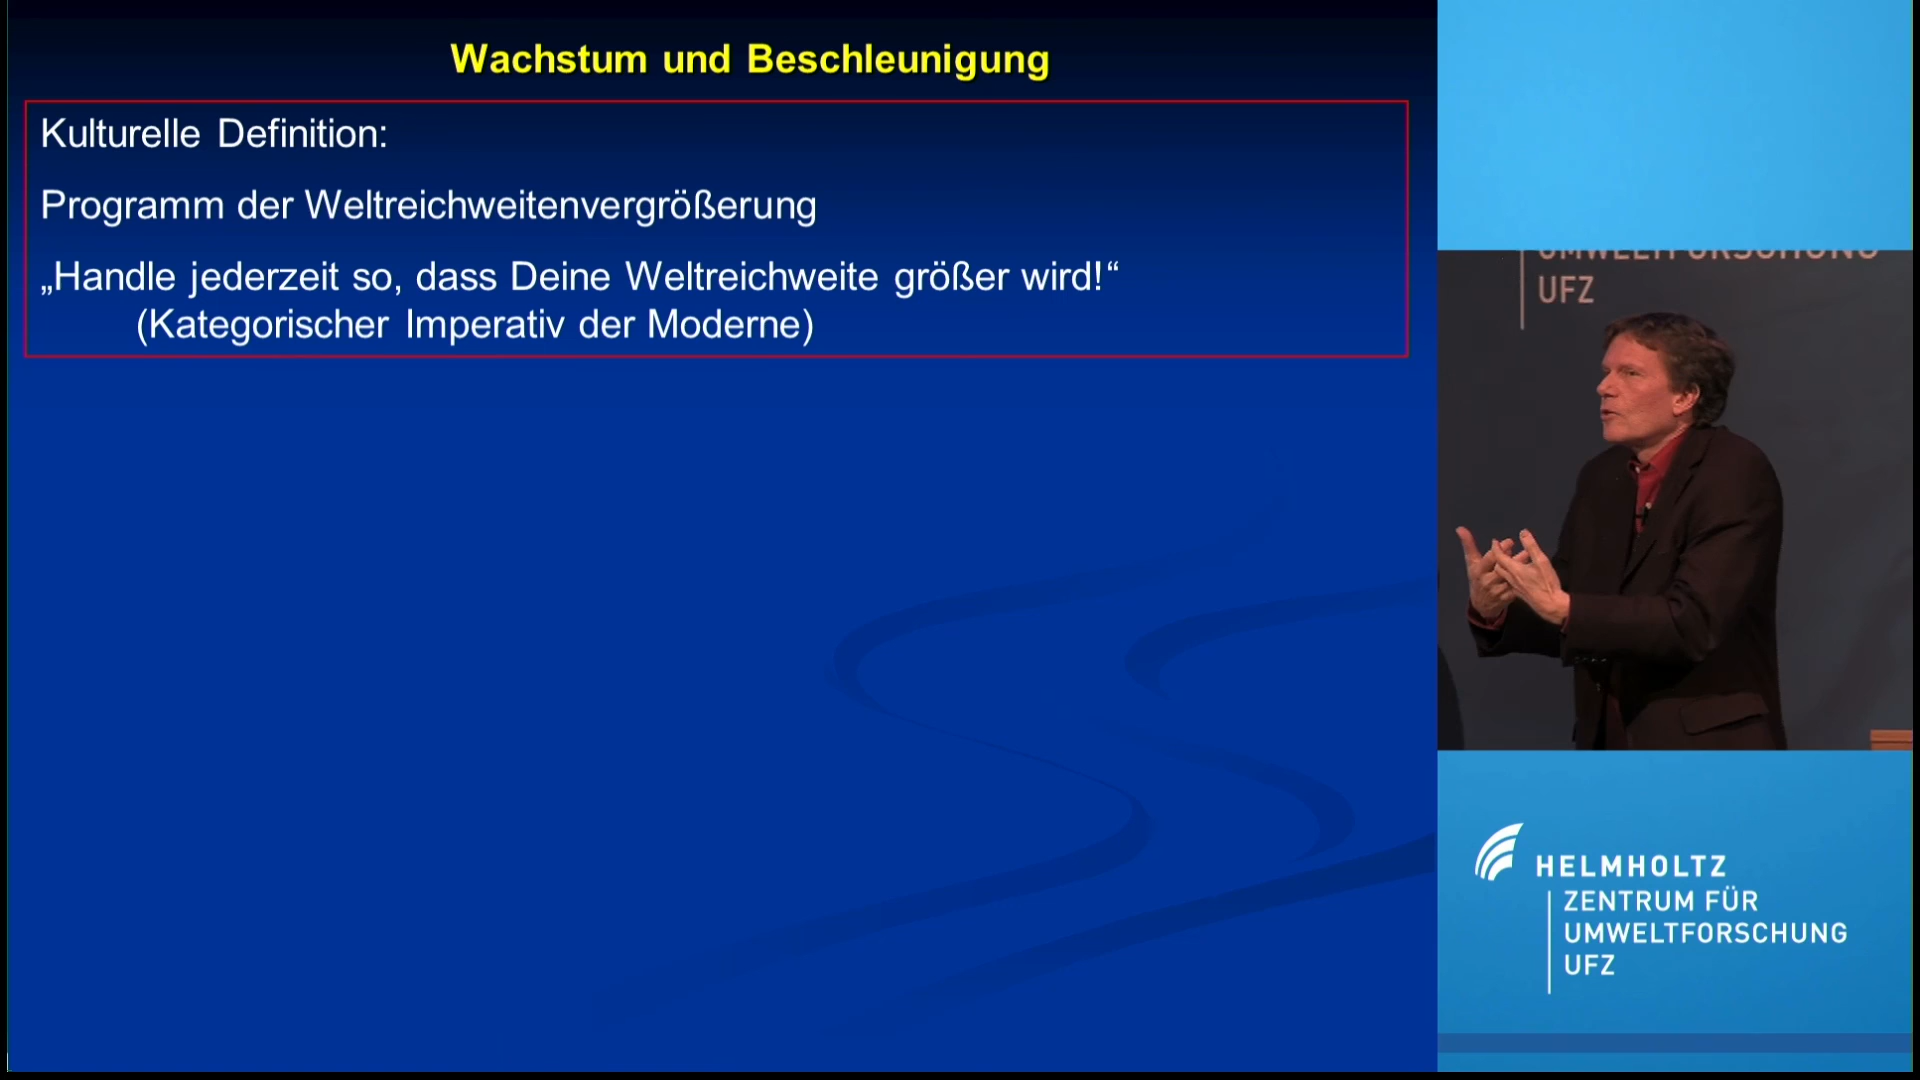 Wachstum und Beschleunigung
Kulturelle Definition:
Programm der Weltreichweitenvergrößerung
„Handle jederzeit so, dass Deine Weltreichweite größer wird!“
(Kategorischer Imperativ der Moderne)
UMWELTFORSCHUNG
UFZ
HELMHOLTZ
ZENTRUM FÜR
UMWELTFORSCHUNG
UFZ